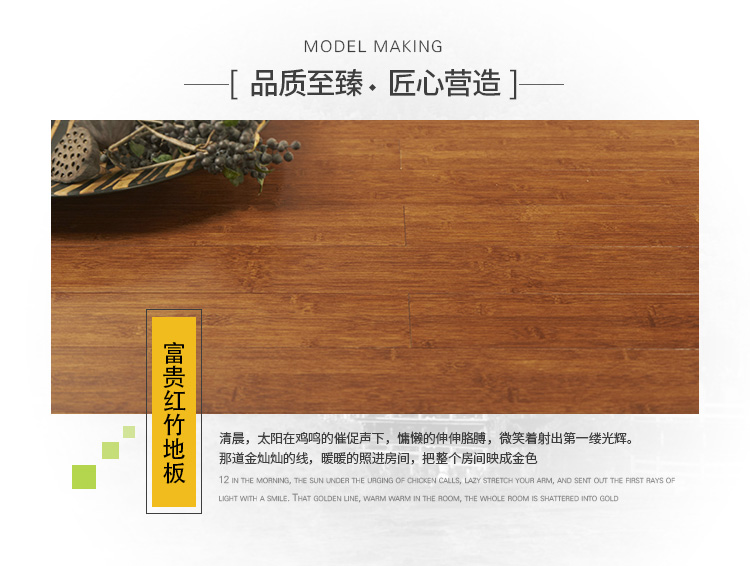 MODEL MAKING
[ 品质至臻 · 匠心营造 ]
富贵红竹地板
清晨，太阳在鸡鸣的催促声下，慵懒的伸伸胳膊，微笑着射出第一缕光辉。
那道金灿灿的线，暖暖的照进房间，把整个房间映成金色
12 IN THE MORNING, THE SUN UNDER THE URGING OF CHICKEN CALLS, LAZY STRETCH YOUR ARM, AND SENT OUT THE FIRST RAYS OF
LIGHT WITH A SMILE. THAT GOLDEN LINE, WARM WARM IN THE ROOM, THE WHOLE ROOM IS SHATTERED INTO GOLD